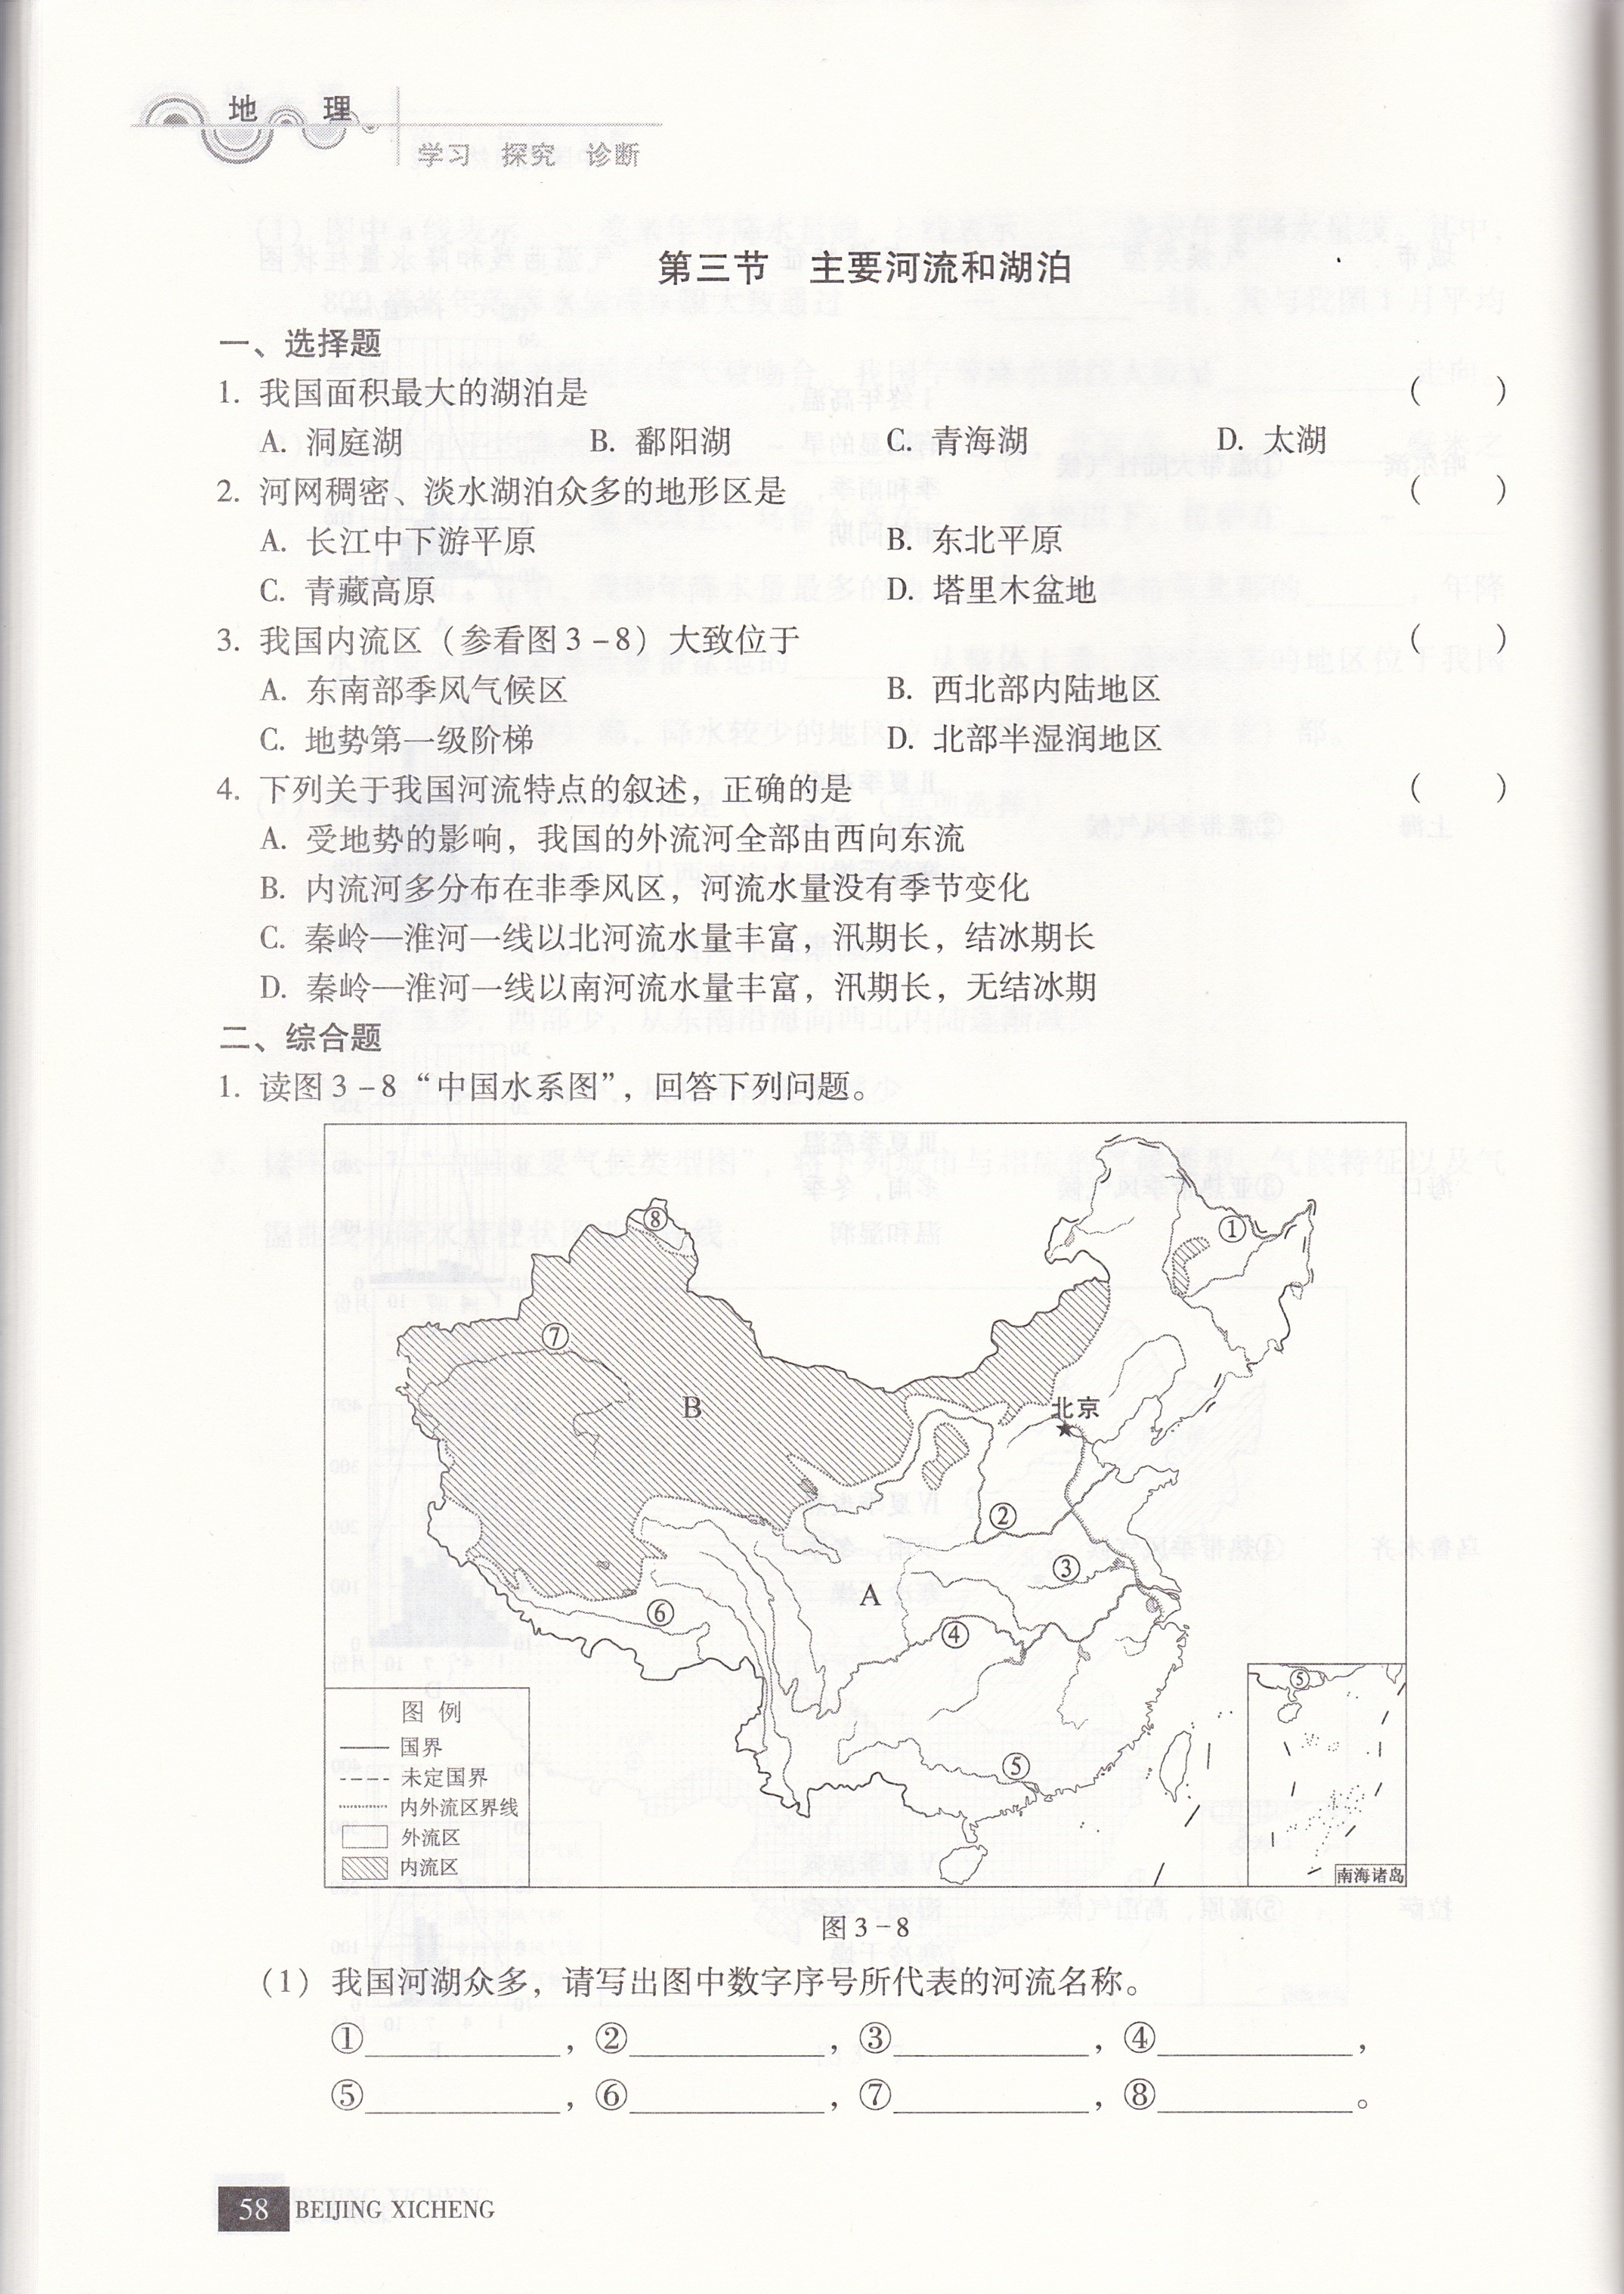 地 理
学习 探究 诊断
第三节 主要河流和湖泊
一、选择题
1. 我国面积最大的湖泊是 ( )
A. 洞庭湖 B. 鄱阳湖 C. 青海湖 D. 太湖
2. 河网稠密、淡水湖泊众多的地形区是 ( )
A. 长江中下游平原 B. 东北平原
C. 青藏高原 D. 塔里木盆地
3. 我国内流区（参看图 3－8）大致位于 ( )
A. 东南部季风气候区 B. 西北部内陆地区
C. 地势第一级阶梯 D. 北部半湿润地区
4. 下列关于我国河流特点的叙述，正确的是 ( )
A. 受地势的影响，我国的外流河全部由西向东流
B. 内流河多分布在非季风区，河流水量没有季节变化
C. 秦岭—淮河一线以北河流水量丰富，汛期长，结冰期长
D. 秦岭—淮河一线以南河流水量丰富，汛期长，无结冰期
二、综合题
1. 读图 3－8“中国水系图”，回答下列问题。
⑧
①
⑦
B
北京
②
③
A
⑥
④
⑤
⑤
图 例
国界
未定国界
内外流区界线
外流区
内流区
南海诸岛
图 3－8
（1）我国河湖众多，请写出图中数字序号所代表的河流名称。
①____________，②____________，③____________，④____________，
⑤____________，⑥____________，⑦____________，⑧____________。
58 BEIJING XICHENG